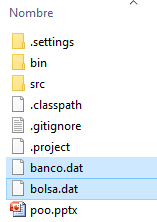 Nombre
.settings
bin
src
.classpath
.gitignore
.project
banco.dat
bolsa.dat
poo.pptx